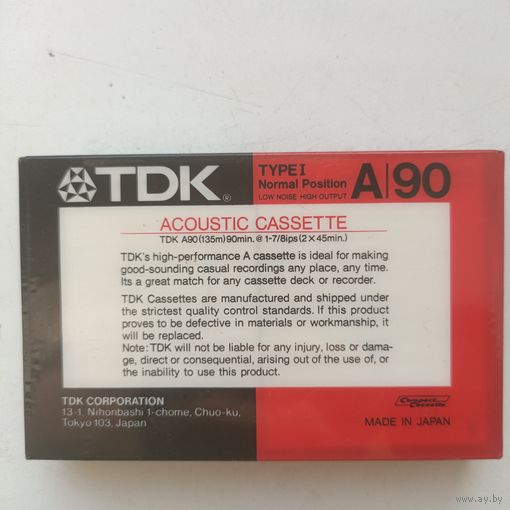 TDK®
TYPE I
Normal Position
LOW NOISE HIGH OUTPUT
A|90
ACOUSTIC CASSETTE
TDK A90(135m)90min. @ 1-7/8ips(2×45min.)
TDK's high-performance A cassette is ideal for making
good-sounding casual recordings any place, any time.
Its a great match for any cassette deck or recorder.
TDK Cassettes are manufactured and shipped under
the strictest quality control standards. If this product
proves to be defective in materials or workmanship, it
will be replaced.
Note: TDK will not be liable for any injury, loss or dama-
ge, direct or consequential, arising out of the use of, or
the inability to use this product.
TDK CORPORATION
13-1, Nihonbashi 1-chome, Chuo-ku,
Tokyo 103, Japan
Compact
Cassette
MADE IN JAPAN
www.ay.by